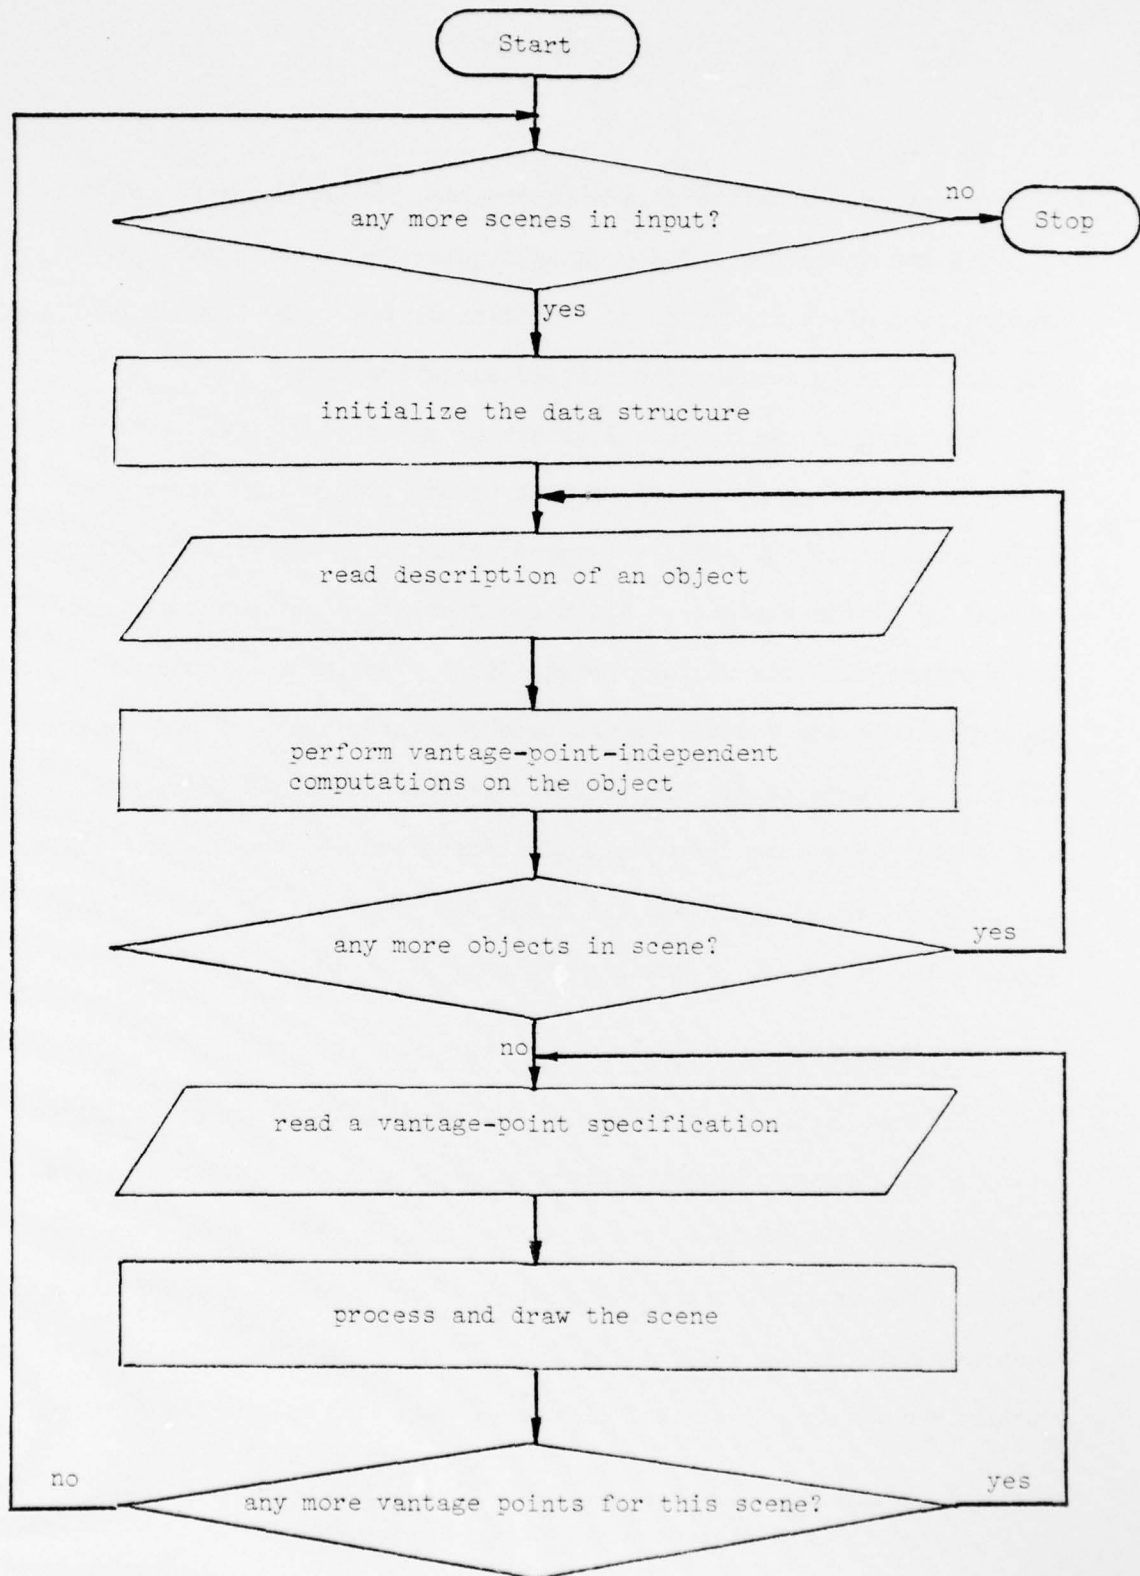 Start
any more scenes in input?
no
Stop
yes
initialize the data structure
read description of an object
perform vantage-point-independent
computations on the object
any more objects in scene?
yes
no
read a vantage-point specification
process and draw the scene
no
any more vantage points for this scene?
yes